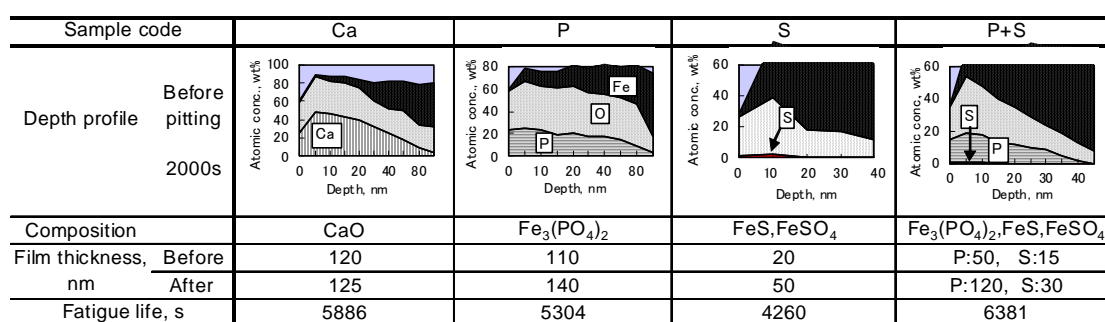 Sample code Ca P S P+S
Depth profile Before pitting 2000s
Atomic conc., wt%
100
80
60
40
20
0
Ca
0 10 20 40 80
Depth, nm
Atomic conc., wt%
80
60
40
20
0
Fe
O
P
0 10 20 40 80
Depth, nm
Atomic conc., wt%
60
40
20
0
S
0 10 20 30 40
Depth, nm
Atomic conc., wt%
60
40
20
0
S
P
0 10 20 30 40
Depth, nm
Composition CaO Fe₃(PO₄)₂ FeS,FeSO₄ Fe₃(PO₄)₂,FeS,FeSO₄
Film thickness, nm Before 120 110 20 P:50, S:15
After 125 140 50 P:120, S:30
Fatigue life, s 5886 5304 4260 6381